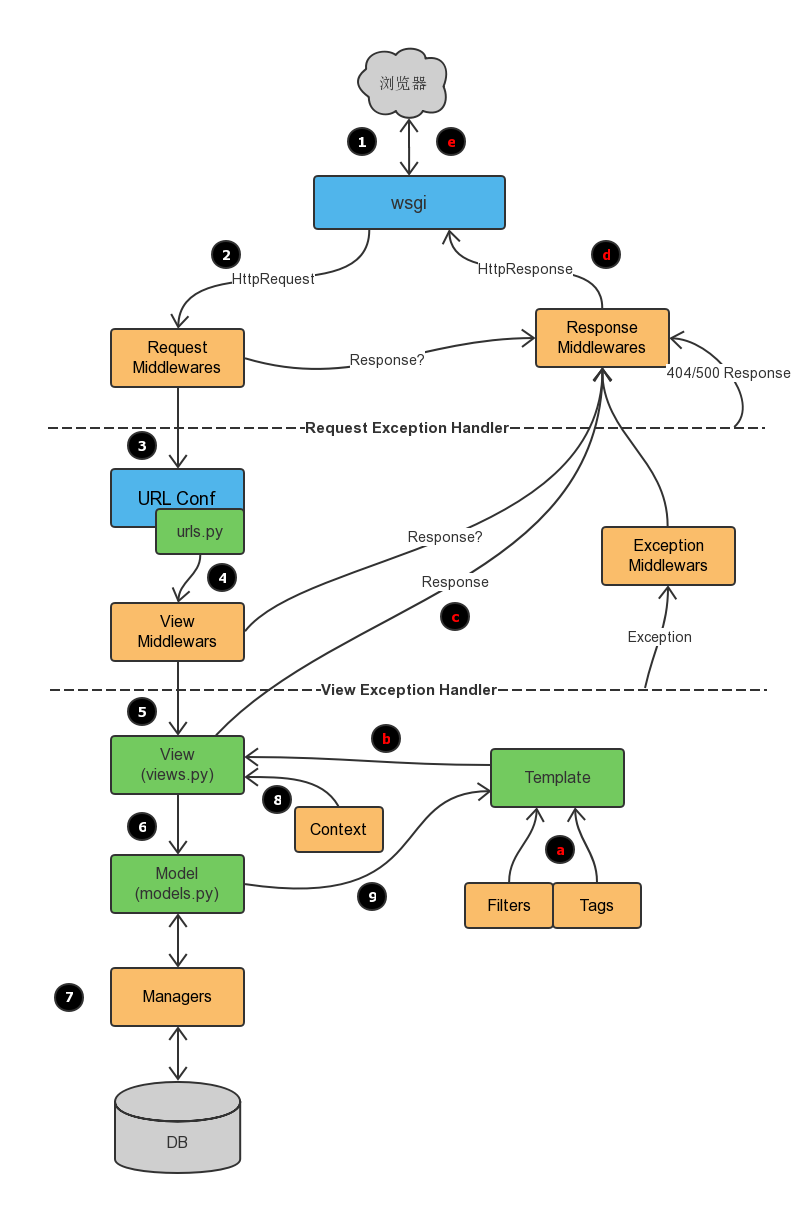 浏览器
1
e
wsgi
2
d
HttpRequest
HttpResponse
Request
Middlewares
Response
Middlewares
Response?
404/500 Response
Request Exception Handler
3
URL Conf
urls.py
Response?
Exception
Middlewars
4
Response
View
Middlewars
c
Exception
View Exception Handler
5
b
View
(views.py)
Template
8
6
Context
a
Model
(models.py)
9
Filters
Tags
7
Managers
DB